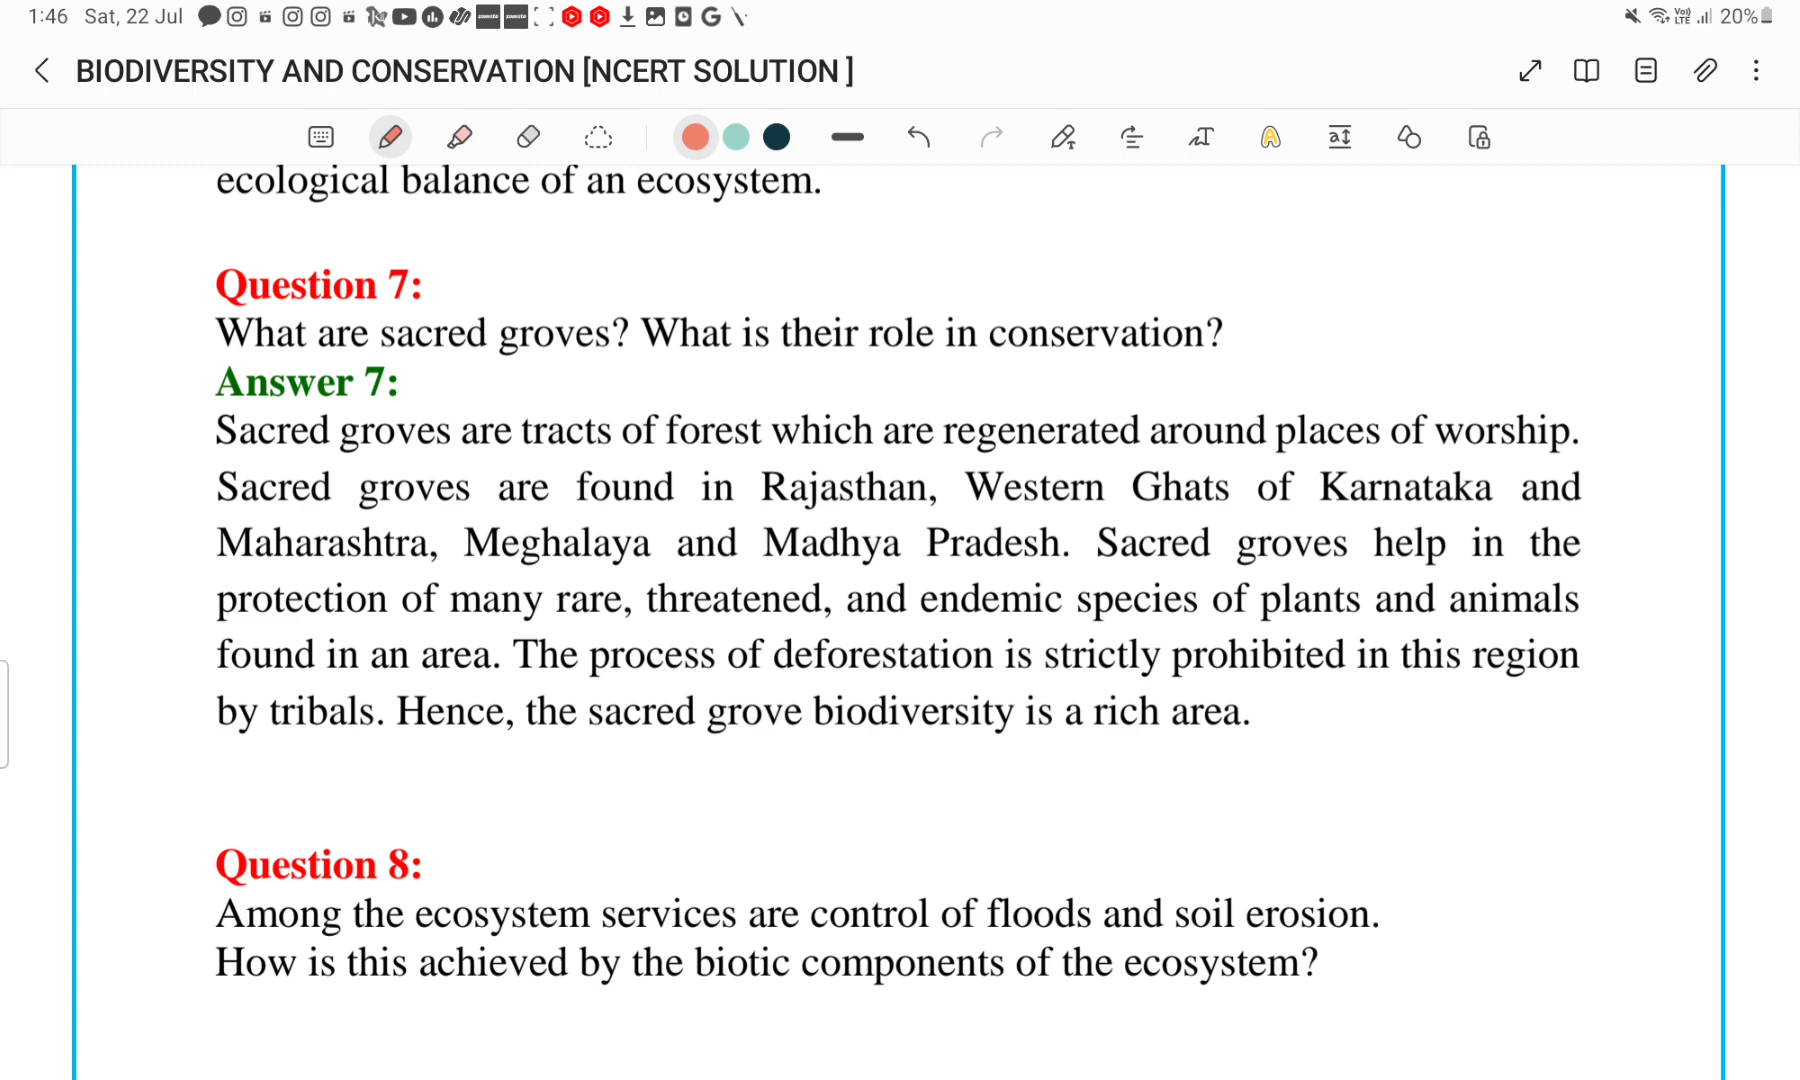 1:46 Sat, 22 Jul 20%
BIODIVERSITY AND CONSERVATION [NCERT SOLUTION ]
ecological balance of an ecosystem.
Question 7:
What are sacred groves? What is their role in conservation?
Answer 7:
Sacred groves are tracts of forest which are regenerated around places of worship.
Sacred groves are found in Rajasthan, Western Ghats of Karnataka and
Maharashtra, Meghalaya and Madhya Pradesh. Sacred groves help in the
protection of many rare, threatened, and endemic species of plants and animals
found in an area. The process of deforestation is strictly prohibited in this region
by tribals. Hence, the sacred grove biodiversity is a rich area.
Question 8:
Among the ecosystem services are control of floods and soil erosion.
How is this achieved by the biotic components of the ecosystem?